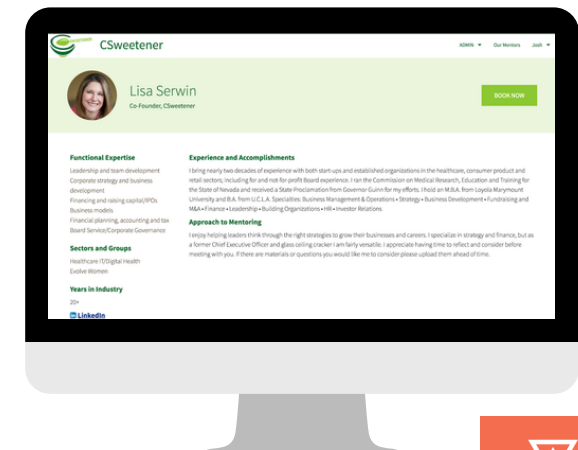 CSweetener
ADMIN Our Mentors Josh
Lisa Serwin
Co-Founder, CSweetener
BOOK NOW
Functional Expertise
Leadership and team development
Corporate strategy and business
development
Financing and raising capital/IPOs
Business models
Financial planning, accounting and tax
Board Service/Corporate Governance
Sectors and Groups
Healthcare IT/Digital Health
Evolve Women
Years in Industry
20+
LinkedIn
Experience and Accomplishments
I bring nearly two decades of experience with both start ups and established organizations in the healthcare, consumer product and
retail sectors, including for and not-for-profit Board experience. I ran the Commission on Medical Research, Education and Training for
the State of Nevada and received a State Proclamation from Governor Guinn for my efforts. I hold an M.B.A. from Loyola Marymount
University and B.A. from U.C.L.A. Specialties: Business Management & Operations • Strategy • Business Development • Fundraising and
M&A • Finance • Leadership • Building Organizations • HR • Investor Relations
Approach to Mentoring
I enjoy helping leaders think through the right strategies to grow their businesses and careers. I specialize in strategy and finance, but as
a former Chief Executive Officer and glass ceiling cracker I am fairly versatile. I appreciate having time to reflect and consider before
meeting with you. If there are materials or questions you would like me to consider please upload them ahead of time.